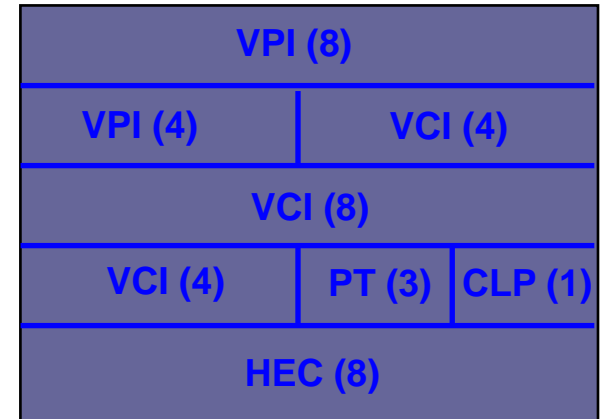 VPI (8)
VPI (4) VCI (4)
VCI (8)
VCI (4) PT (3) CLP (1)
HEC (8)